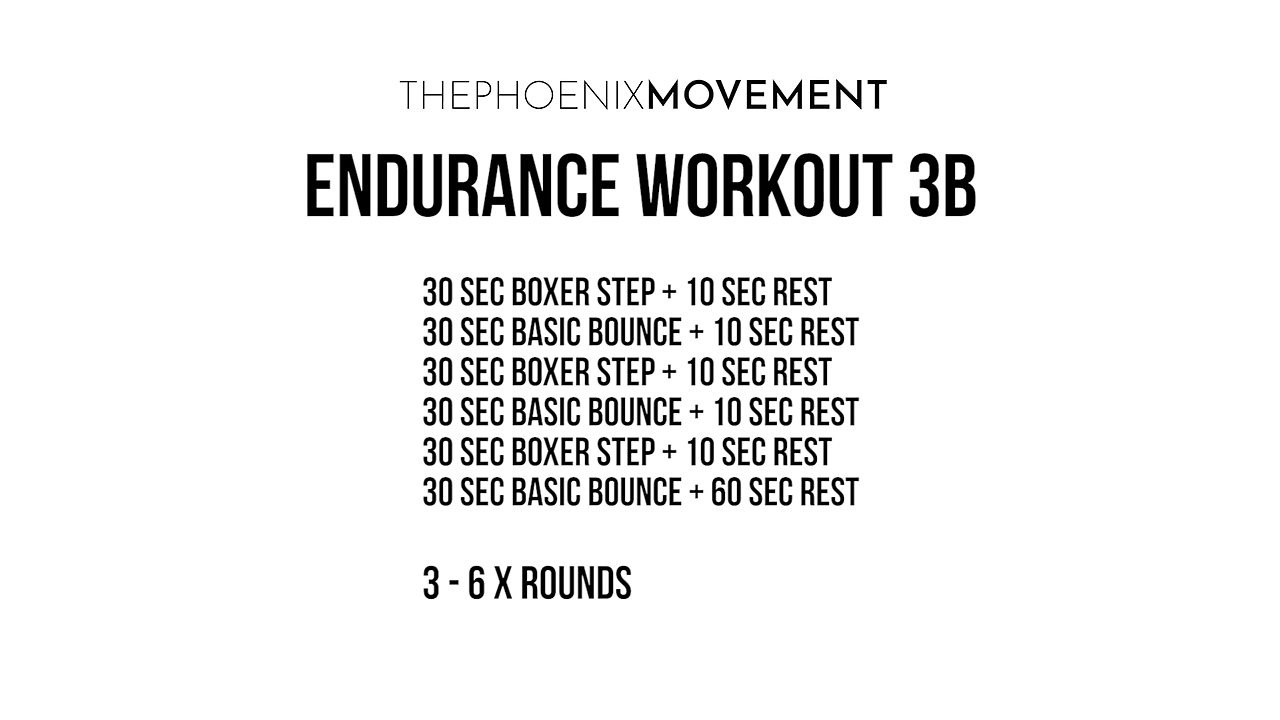 THEPHOENIXMOVEMENT
ENDURANCE WORKOUT 3B
30 SEC BOXER STEP + 10 SEC REST
30 SEC BASIC BOUNCE + 10 SEC REST
30 SEC BOXER STEP + 10 SEC REST
30 SEC BASIC BOUNCE + 10 SEC REST
30 SEC BOXER STEP + 10 SEC REST
30 SEC BASIC BOUNCE + 60 SEC REST
3 - 6 X ROUNDS